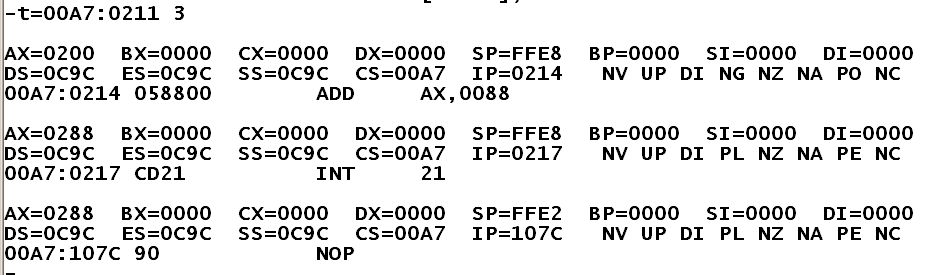 -t=00A7:0211 3
AX=0200 BX=0000 CX=0000 DX=0000 SP=FFE8 BP=0000 SI=0000 DI=0000
DS=0C9C ES=0C9C SS=0C9C CS=00A7 IP=0214 NV UP DI NG NZ NA PO NC
00A7:0214 058800 ADD AX,0088
AX=0288 BX=0000 CX=0000 DX=0000 SP=FFE8 BP=0000 SI=0000 DI=0000
DS=0C9C ES=0C9C SS=0C9C CS=00A7 IP=0217 NV UP DI PL NZ NA PE NC
00A7:0217 CD21 INT 21
AX=0288 BX=0000 CX=0000 DX=0000 SP=FFE2 BP=0000 SI=0000 DI=0000
DS=0C9C ES=0C9C SS=0C9C CS=00A7 IP=107C NV UP DI PL NZ NA PE NC
00A7:107C 90 NOP